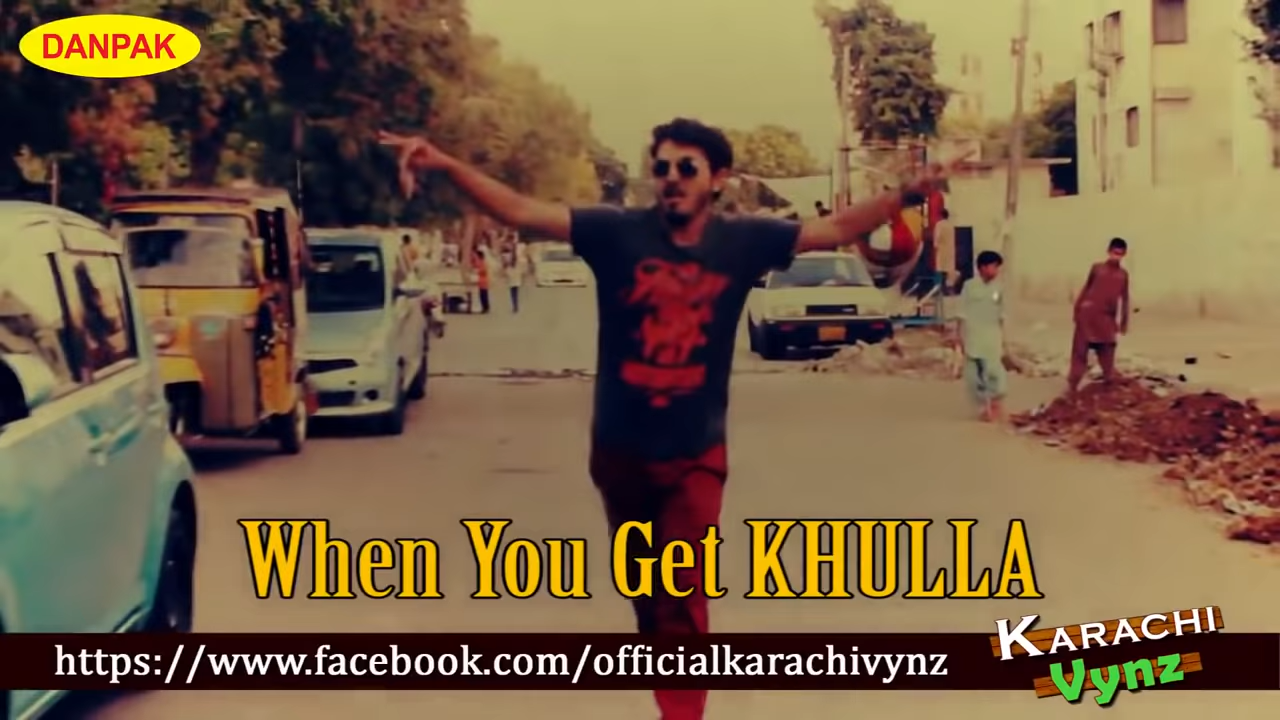 DANPAK
When You Get KHULLA
https://www.facebook.com/officialkarachivynz
KARACHI
Vynz